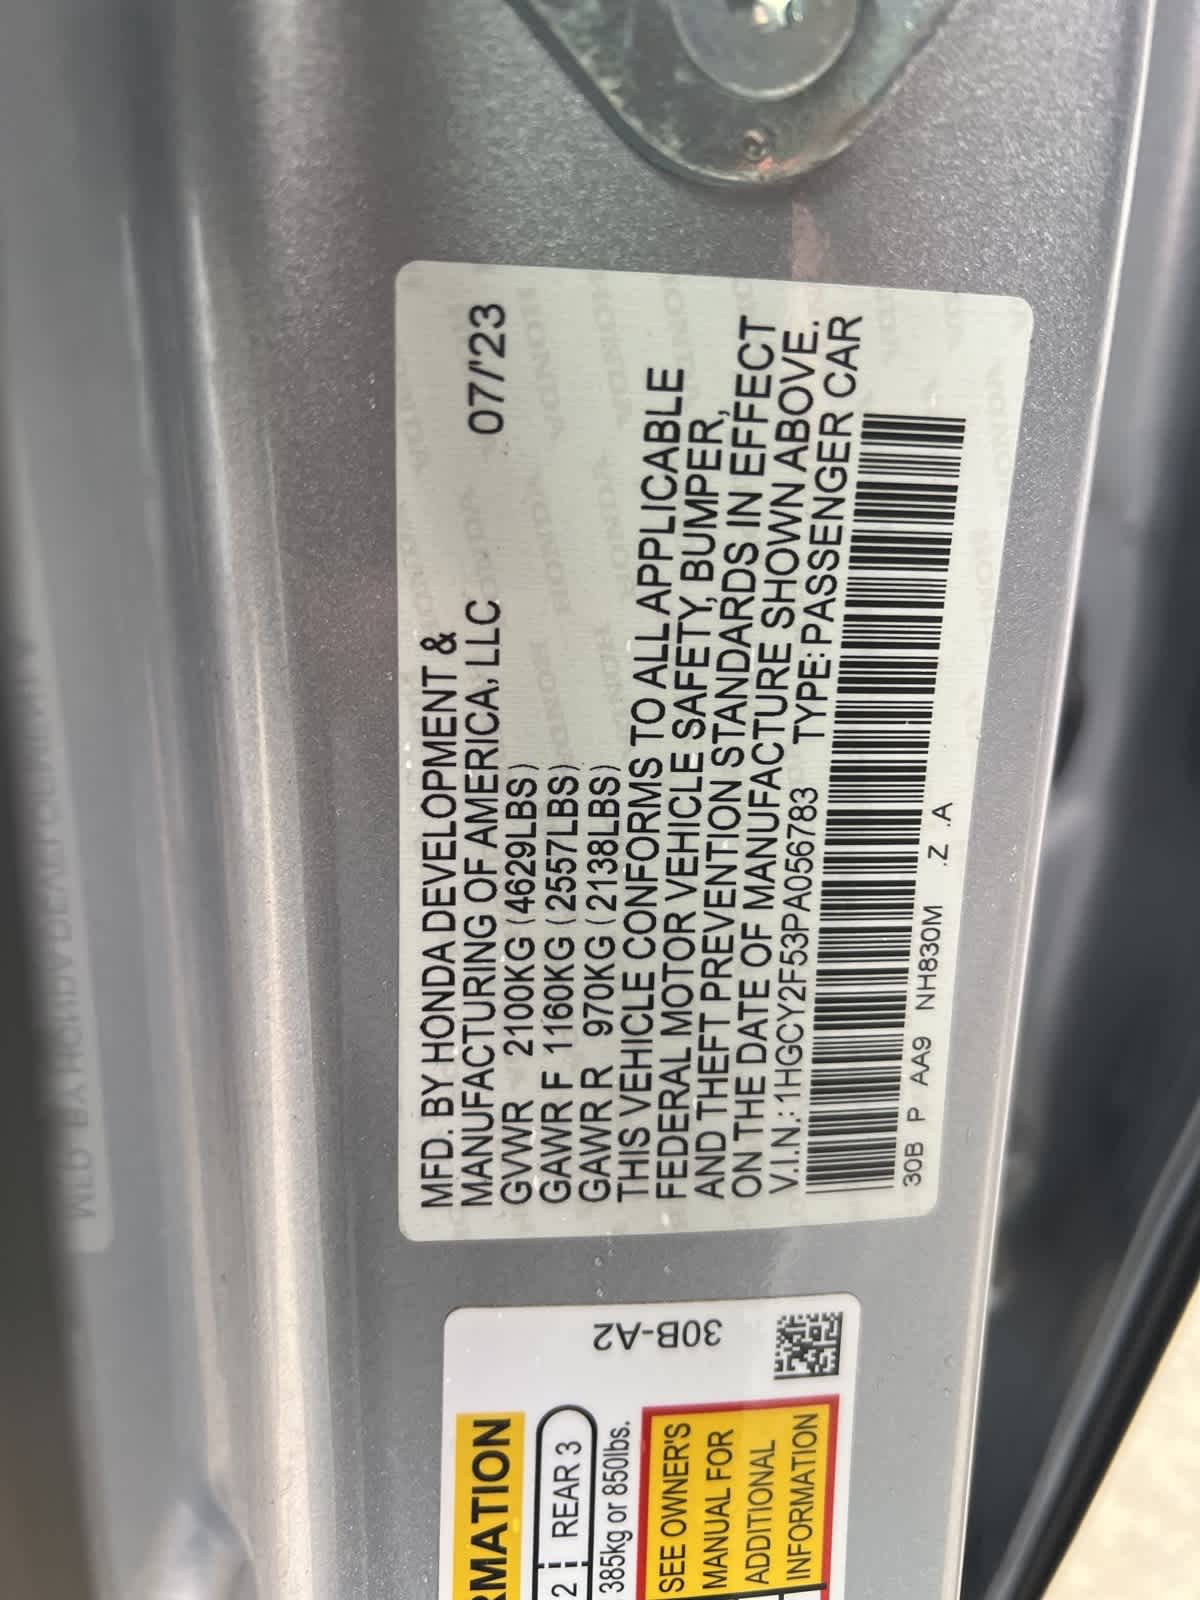 MFD. BY HONDA DEVELOPMENT &
MANUFACTURING OF AMERICA, LLC 07/'23
GVWR 2100KG (4629LBS)
GAWR F 1160KG (2557LBS)
GAWR R 970KG (2138LBS)
THIS VEHICLE CONFORMS TO ALL APPLICABLE
FEDERAL MOTOR VEHICLE SAFETY, BUMPER,
AND THEFT PREVENTION STANDARDS IN EFFECT
ON THE DATE OF MANUFACTURE SHOWN ABOVE.
V.I.N.: 1HGCY2F53PA056783 TYPE: PASSENGER CAR
30B P AA9 NH830M .Z .A
30B-A2
RMATION
2 REAR 3
385kg or 850lbs.
SEE OWNER'S
MANUAL FOR
ADDITIONAL
INFORMATION